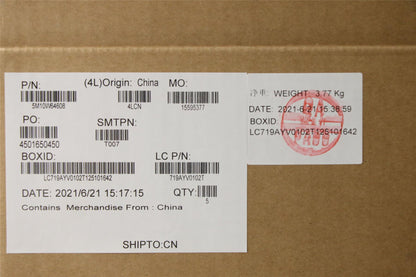 P/N:
(4L)Origin: China
MO:
5M10W64608
4LCN
15595377
PO:
SMTPN:
4501650450
T007
BOXID:
LC P/N:
LC719AYV0102T125101642
719AYV0102T
DATE: 2021/6/21 15:17:15
QTY:
5
Contains Merchandise From : China
SHIPTO:CN
净重: WEIGHT: 3.77 Kg
DATE: 2021-6-21 15:38:59
BOXID:
LC719AYV0102T125101642
PASS